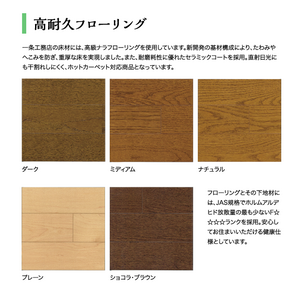 高耐久フローリング
一条工務店の床材には、高級ナラフローリングを使用しています。新開発の基材構成により、たわみや
へこみを防ぎ、重厚な床を実現しました。また、耐磨耗性に優れたセラミックコートを採用。直射日光に
も干割れしにくく、ホットカーペット対応商品となっています。
ダーク
ミディアム
ナチュラル
プレーン
ショコラ・ブラウン
フローリングとその下地材に
は、JAS規格でホルムアルデ
ヒド放散量の最も少ないF☆
☆☆☆ランクを採用。安心し
てお住まいいただける健康仕
様としています。